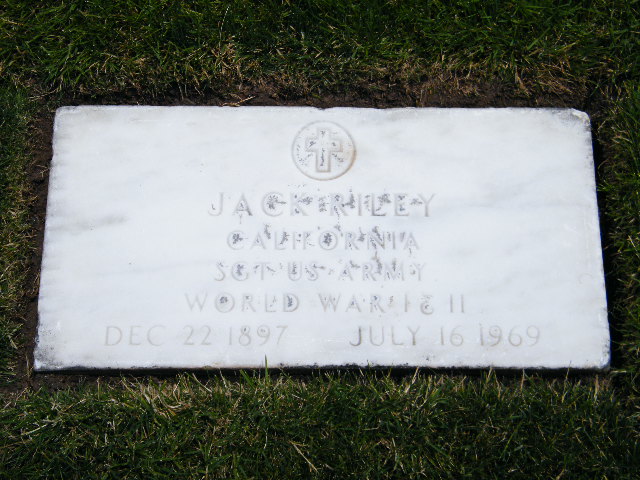 JACK RILEY
CALIFORNIA
SGT US ARMY
WORLD WAR I & II
DEC 22 1897 JULY 16 1969